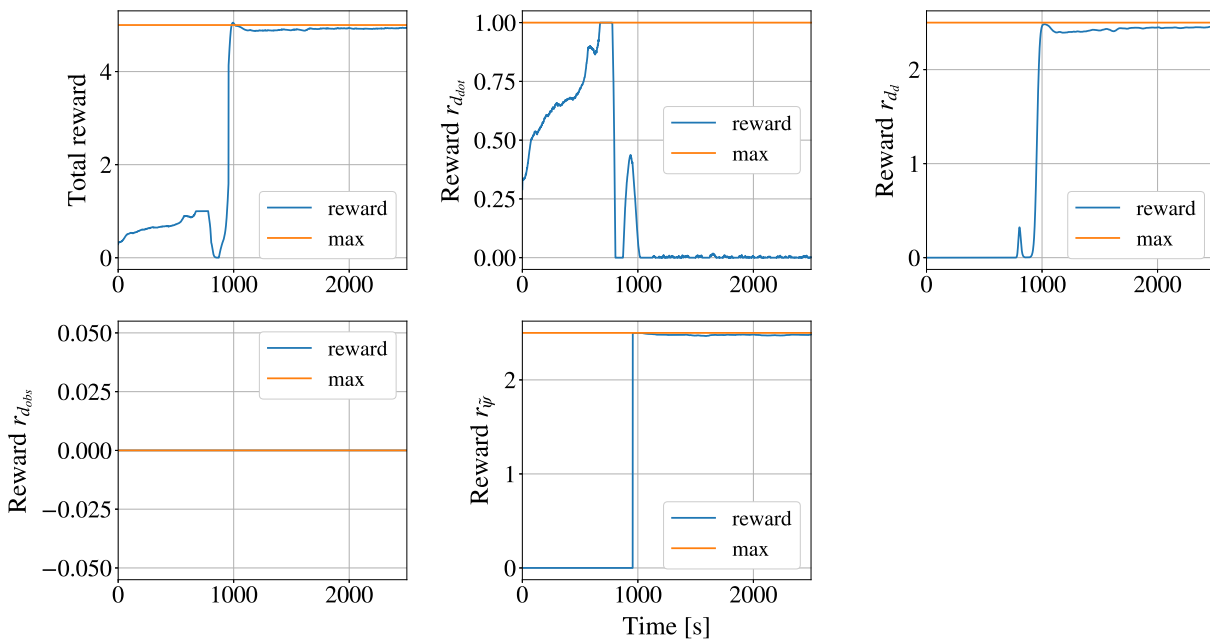 Total reward
4
2
0
0
1000
2000
reward
max
Reward r_{d_{dot}}
1.00
0.75
0.50
0.25
0.00
0
1000
2000
reward
max
Reward r_{d_d}
2
1
0
0
1000
2000
reward
max
Reward r_{d_{obs}}
0.050
0.025
0.000
−0.025
−0.050
0
1000
2000
reward
max
Reward r_{\tilde{\psi}}
2
1
0
0
1000
2000
reward
max
Time [s]